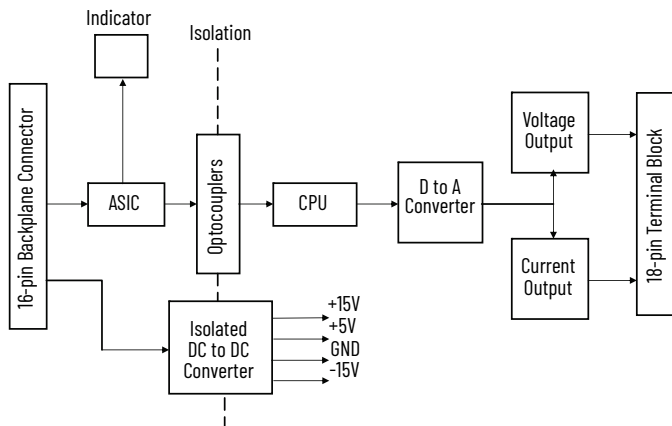 Indicator
Isolation
16-pin Backplane Connector
ASIC
Optocouplers
CPU
D to A
Converter
Voltage
Output
Current
Output
18-pin Terminal Block
Isolated
DC to DC
Converter
+15V
+5V
GND
-15V